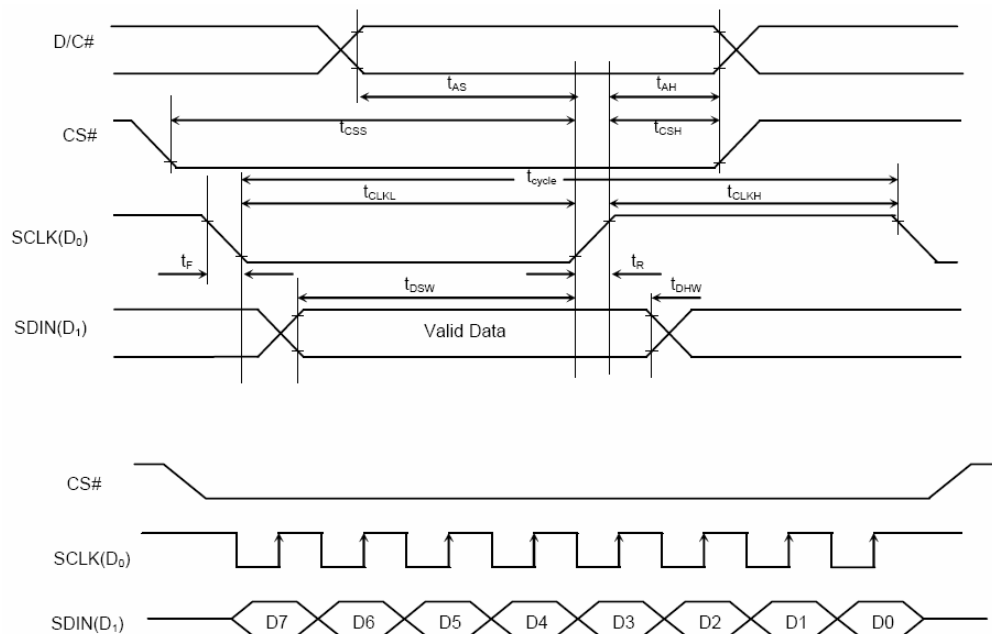 D/C#
tAS
tAH
tCSS
tCSH
CS#
tcycle
tCLKL
tCLKH
SCLK(D0)
tF
tR
tDSW
tDHW
SDIN(D1)
Valid Data
CS#
SCLK(D0)
SDIN(D1)
D7 D6 D5 D4 D3 D2 D1 D0